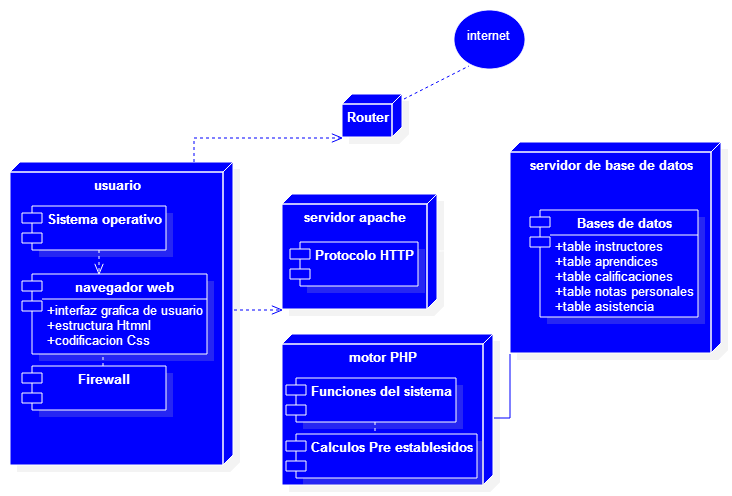 internet
Router
usuario
Sistema operativo
navegador web
+interfaz grafica de usuario
+estructura Htmnl
+codificacion Css
Firewall
servidor apache
Protocolo HTTP
motor PHP
Funciones del sistema
Calculos Pre establesidos
servidor de base de datos
Bases de datos
+table instructores
+table aprendices
+table calificaciones
+table notas personales
+table asistencia